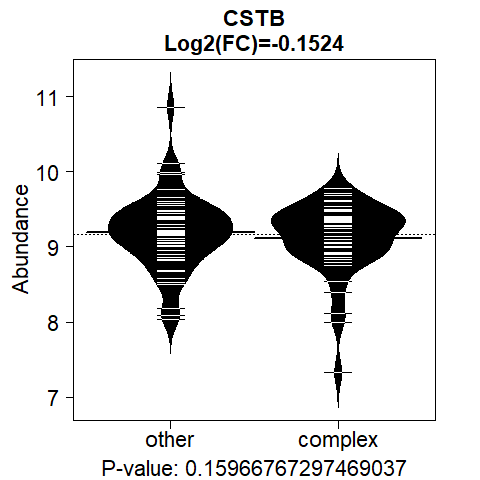 CSTB
Log2(FC)=-0.1524
Abundance
11
10
9
8
7
other complex
P-value: 0.15966767297469037